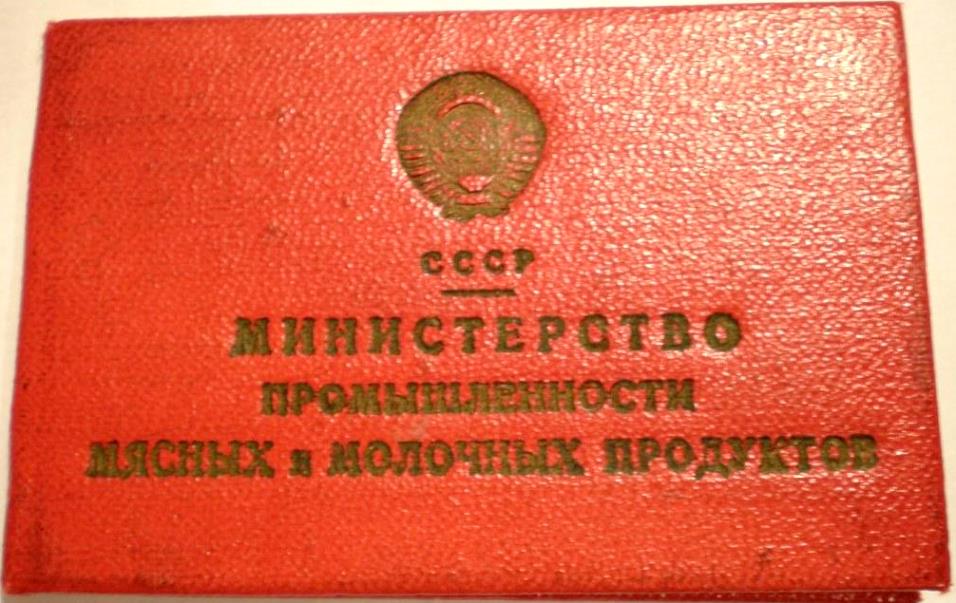 СССР
МИНИСТЕРСТВО
ПРОМЫШЛЕННОСТИ
МЯСНЫХ и МОЛОЧНЫХ ПРОДУКТОВ